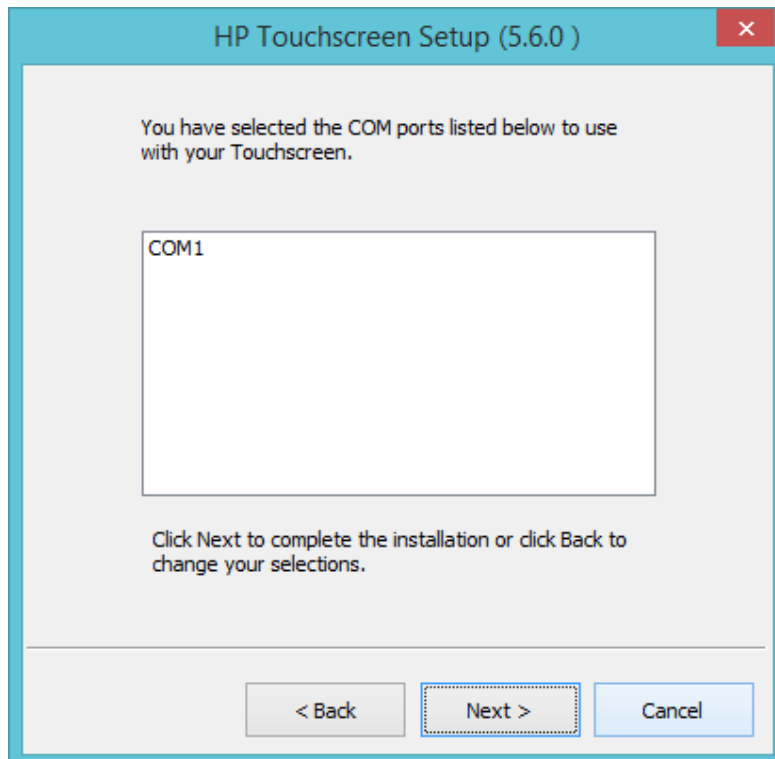 HP Touchscreen Setup (5.6.0 )
You have selected the COM ports listed below to use
with your Touchscreen.
COM1
Click Next to complete the installation or click Back to
change your selections.
< Back Next > Cancel